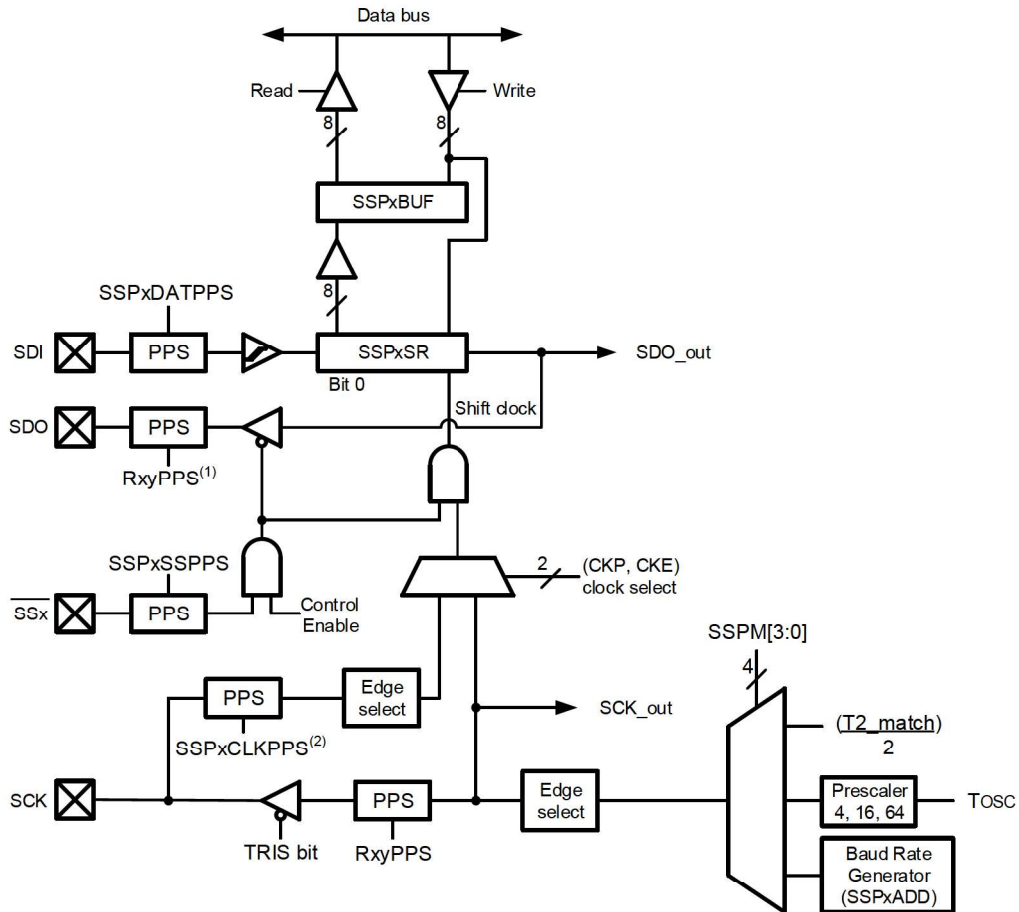 Data bus
Read
Write
8
8
SSPxBUF
8
SSPxDATPPS
SDI
PPS
SSPxSR
SDO_out
Bit 0
Shift clock
SDO
PPS
RxyPPS(1)
SSPxSSPPS
2
(CKP, CKE)
clock select
SSx
PPS
Control
Enable
SSPM[3:0]
4
PPS
Edge
select
SCK_out
(T2_match)
2
SSPxCLKPPS(2)
SCK
PPS
Edge
select
Prescaler
4, 16, 64
TOSC
TRIS bit
RxyPPS
Baud Rate
Generator
(SSPxADD)